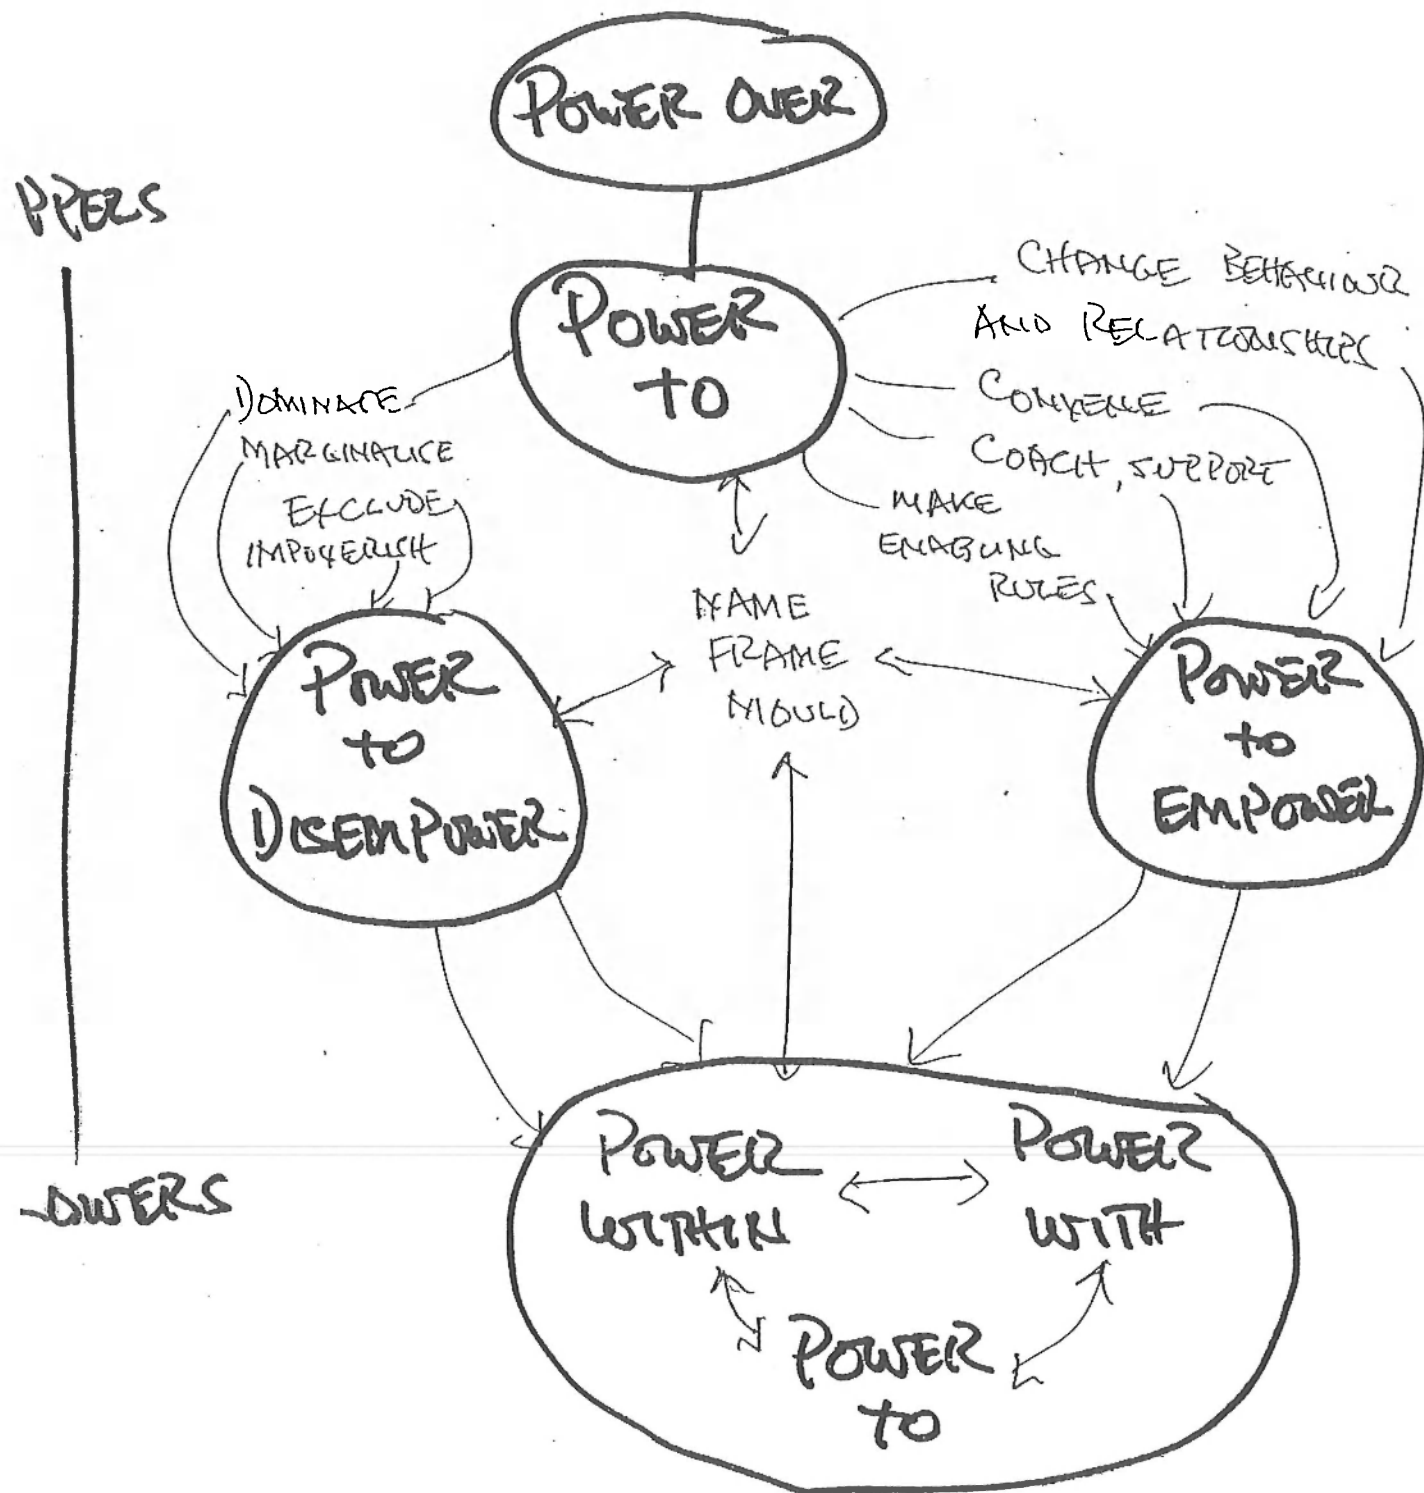 POWER OVER
PPERS
POWER
TO
CHANGE BEHAVIOUR
AND RELATIONSHIPS
CONVENE
COACH, SUPPORT
MAKE
ENABLING
RULES
DOMINATE
MARGINALISE
EXCLUDE
IMPOVERISH
NAME
FRAME
MOULD
POWER
TO
DISEMPOWER
POWER
TO
EMPOWER
OWERS
POWER
WITHIN
POWER
WITH
POWER
TO